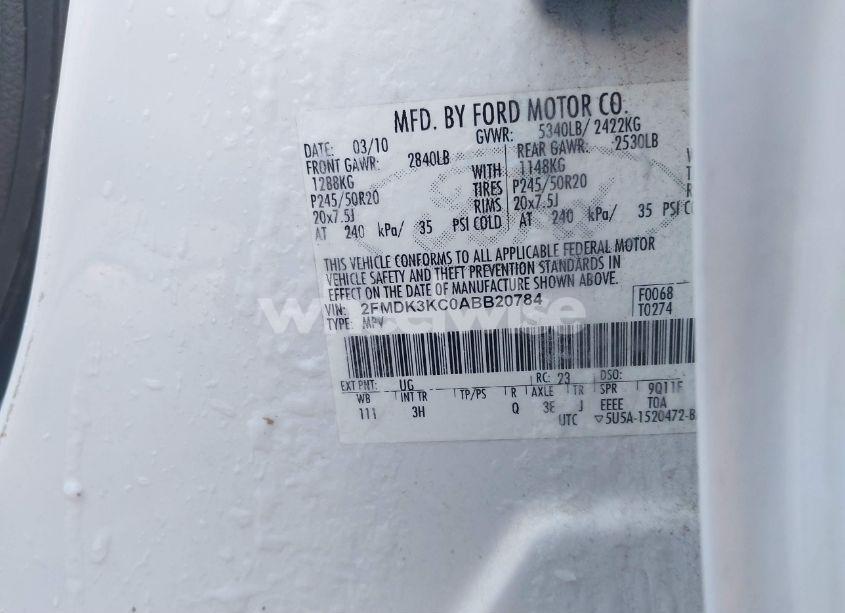 MFD. BY FORD MOTOR CO.
DATE: 03/10 GVWR: 5340LB/ 2422KG
FRONT GAWR: 2840LB REAR GAWR: 2530LB
1288KG WITH 1148KG
P245/50R20 TIRES P245/50R20
20x7.5J RIMS 20x7.5J
AT 240 kPa/ 35 PSI COLD AT 240 kPa/ 35 PSI C
THIS VEHICLE CONFORMS TO ALL APPLICABLE FEDERAL MOTOR
VEHICLE SAFETY AND THEFT PREVENTION STANDARDS IN
EFFECT ON THE DATE OF MANUFACTURE SHOWN ABOVE.
VIN: 2FMDK3KC0ABB20784 F0068
TYPE: MPV T0274
wheelwise
EXT PNT: UG RC: 23 DSO:
WB INT TR TP/PS R AXLE TR SPR 9Q11F
111 3H Q 3E J EEEE TOA
UTC ▽5U5A-1520472-B